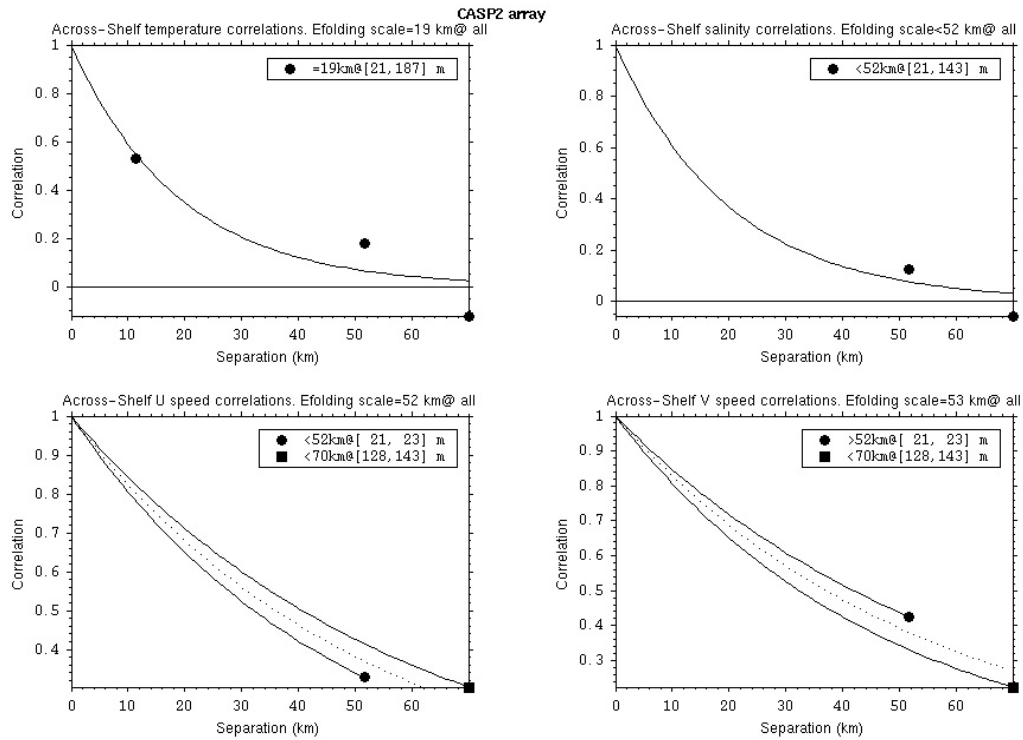 CASP2 array
Across-Shelf temperature correlations. Efolding scale=19 km@ all
=19km@[21,187] m
1
0.8
0.6
0.4
0.2
0
Correlation
0 10 20 30 40 50 60
Separation (km)
Across-Shelf salinity correlations. Efolding scale<52 km@ all
<52km@[21,143] m
1
0.8
0.6
0.4
0.2
0
Correlation
0 10 20 30 40 50 60
Separation (km)
Across-Shelf U speed correlations. Efolding scale=52 km@ all
<52km@[ 21, 23] m
<70km@[128,143] m
1
0.9
0.8
0.7
0.6
0.5
0.4
Correlation
0 10 20 30 40 50 60
Separation (km)
Across-Shelf V speed correlations. Efolding scale=53 km@ all
>52km@[ 21, 23] m
<70km@[128,143] m
1
0.9
0.8
0.7
0.6
0.5
0.4
0.3
Correlation
0 10 20 30 40 50 60
Separation (km)